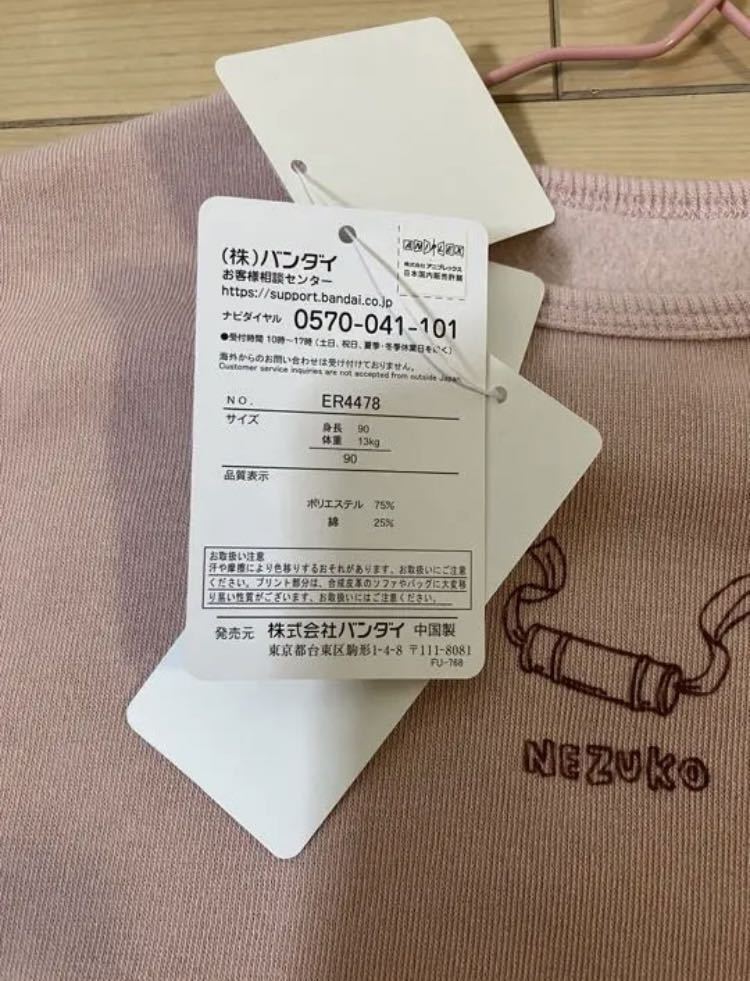 (株)バンダイ
お客様相談センター
https://support.bandai.co.jp
ANIPLEX
株式会社アニプレックス
日本国内販売許諾
ナビダイヤル 0570-041-101
●受付時間 10時〜17時 (土日、祝日、夏季・冬季休業日を除く)
海外からのお問い合わせは受け付けておりません。
Customer service inquiries are not accepted from outside Japan.
NO. ER4478
サイズ
身長 90
体重 13kg
90
品質表示
ポリエステル 75%
綿 25%
お取扱い注意
汗や摩擦により色移りするおそれがあります、お取扱いにご注意
ください。プリント部分は、合成皮革のソファやバッグに大変移
り易い性質がございます、お取扱いにはご注意ください。
発売元 株式会社バンダイ 中国製
東京都台東区駒形1-4-8 〒111-8081
FU-768
NEZUKO